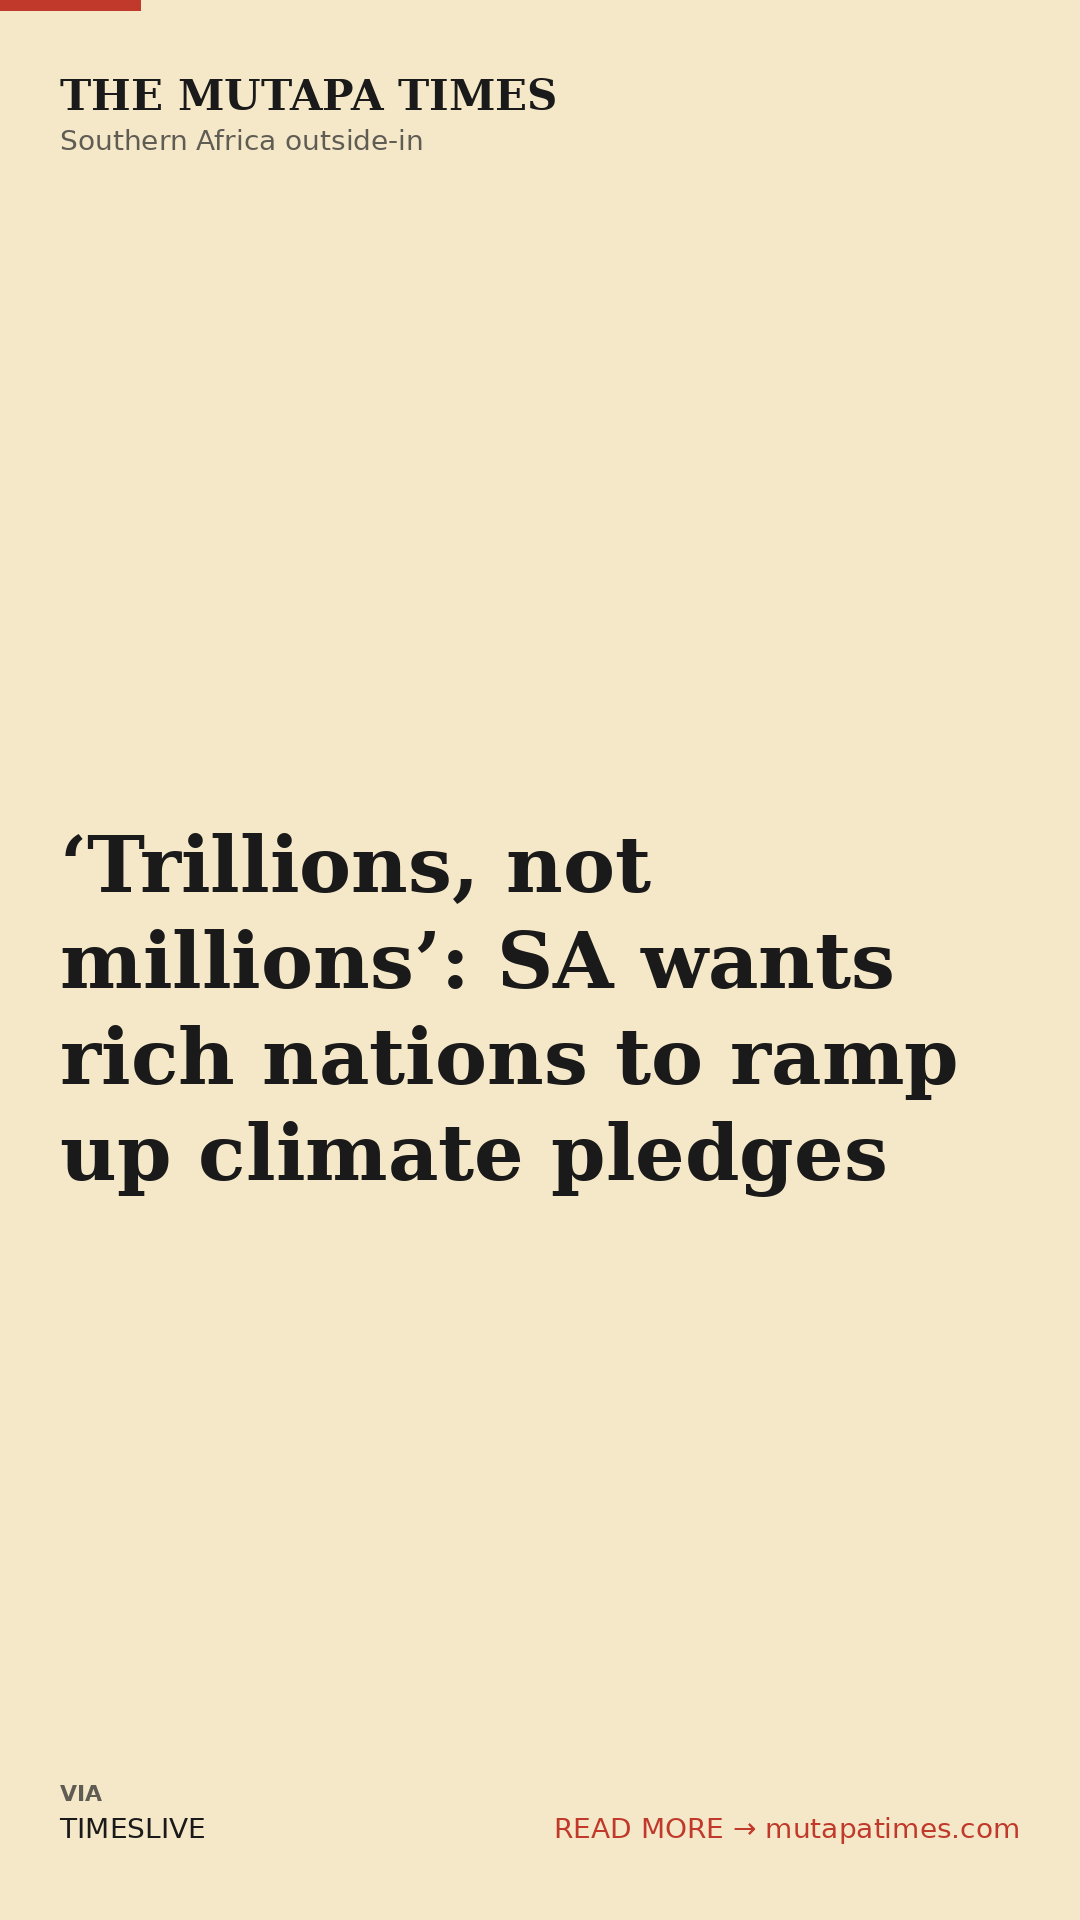 THE MUTAPA TIMES
Southern Africa outside-in
‘Trillions, not
millions’: SA wants
rich nations to ramp
up climate pledges
VIA
TIMESLIVE
READ MORE → mutapatimes.com